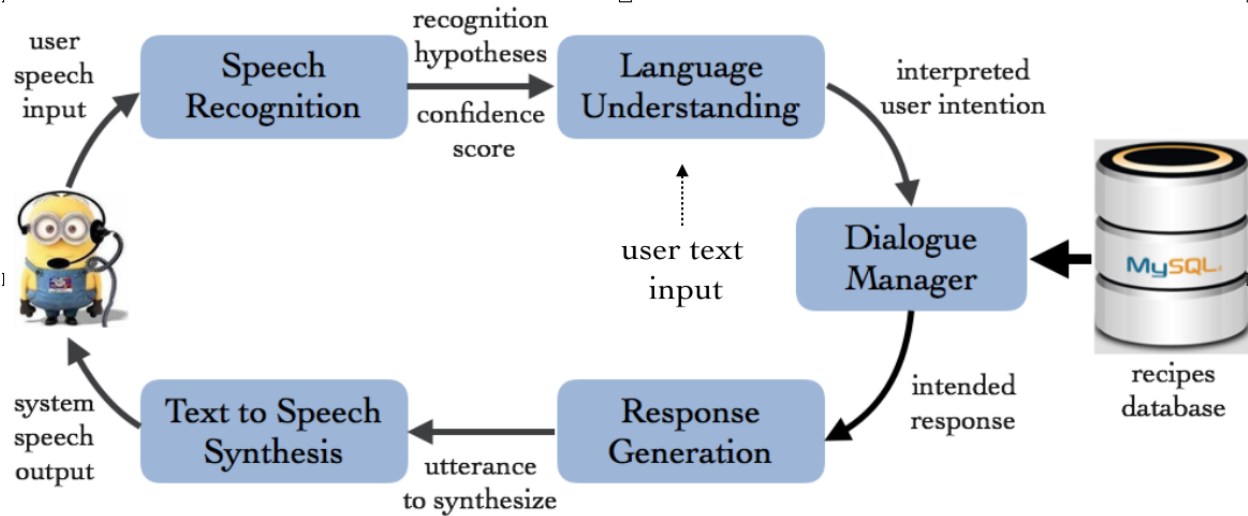 user
speech
input
Speech
Recognition
recognition
hypotheses
confidence
score
Language
Understanding
interpreted
user intention
user text
input
Dialogue
Manager
MySQL
recipes
database
intended
response
Response
Generation
utterance
to synthesize
Text to Speech
Synthesis
system
speech
output